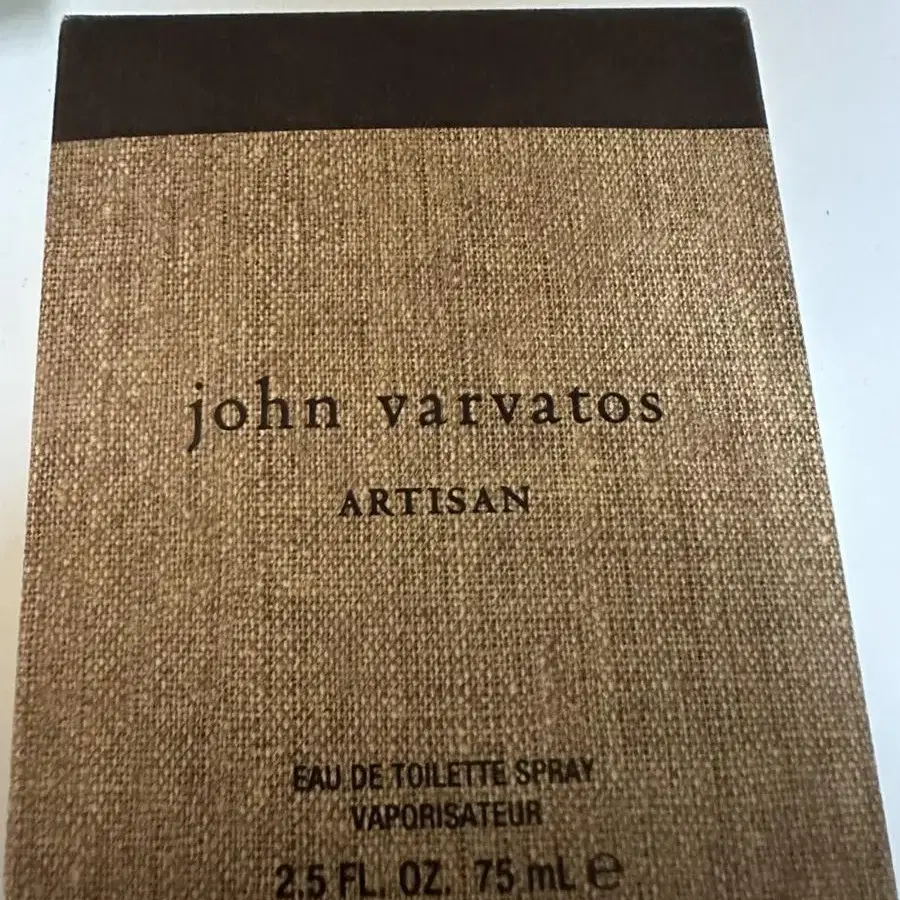 john varvatos
ARTISAN
EAU DE TOILETTE SPRAY
VAPORISATEUR
2.5 FL. OZ. 75 mL ℮